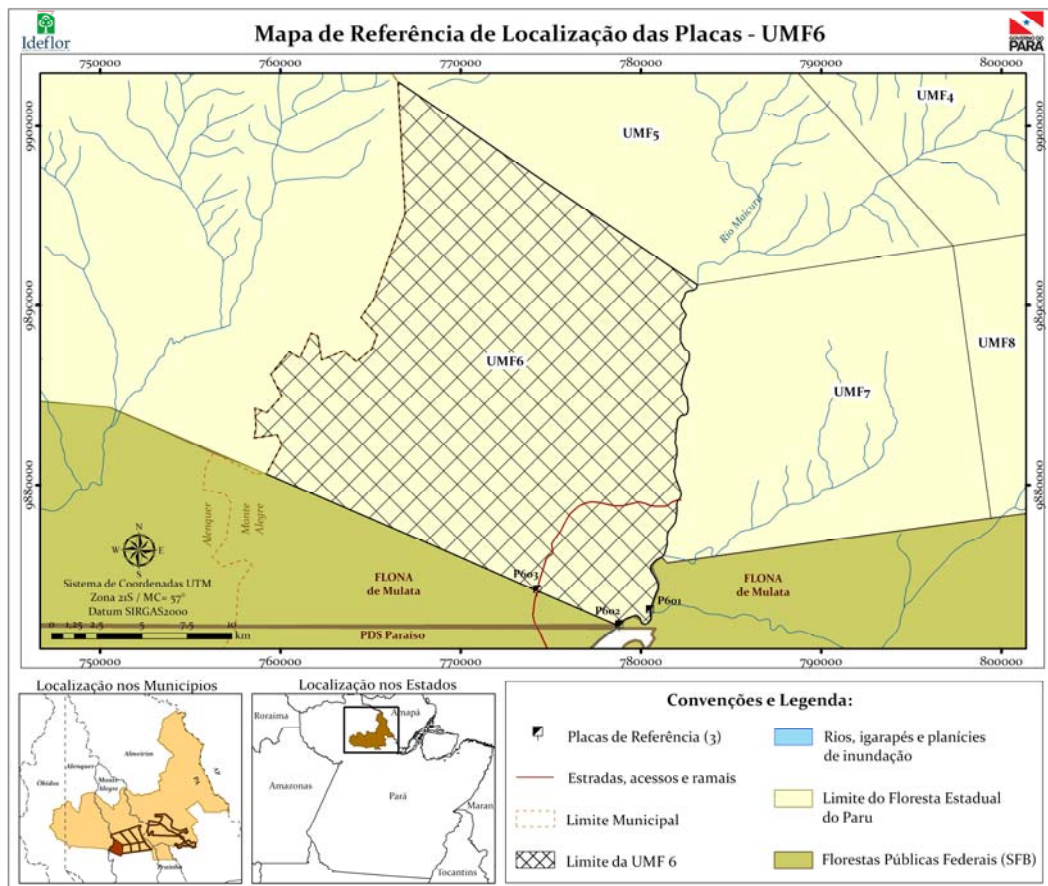 Ideflor
Mapa de Referência de Localização das Placas - UMF6
GOVERNO DO
PARÁ
750000
760000
770000
780000
790000
800000
9900000
9890000
9880000
9900000
9890000
9880000
UMF4
UMF5
Rio Maicuru
UMF6
UMF8
UMF7
Alenquer
Monte
Alegre
N
W
E
S
Sistema de Coordenadas UTM
Zona 21S / MC= 57º
Datum SIRGAS2000
0 1,25 2,5 5 7,5 10
km
FLONA
de Mulata
P603
P602
P601
FLONA
de Mulata
PDS Paraíso
750000
760000
770000
780000
790000
800000
Localização nos Municípios
Almeirim
Alenquer
Óbidos
Monte
Alegre
PA
AP
Prainha
Localização nos Estados
Roraima
Amapá
Amazonas
Pará
Maran
Tocantins
Convenções e Legenda:
Placas de Referência (3)
Estradas, acessos e ramais
Limite Municipal
Limite da UMF 6
Rios, igarapés e planícies
de inundação
Limite do Floresta Estadual
do Paru
Florestas Públicas Federais (SFB)